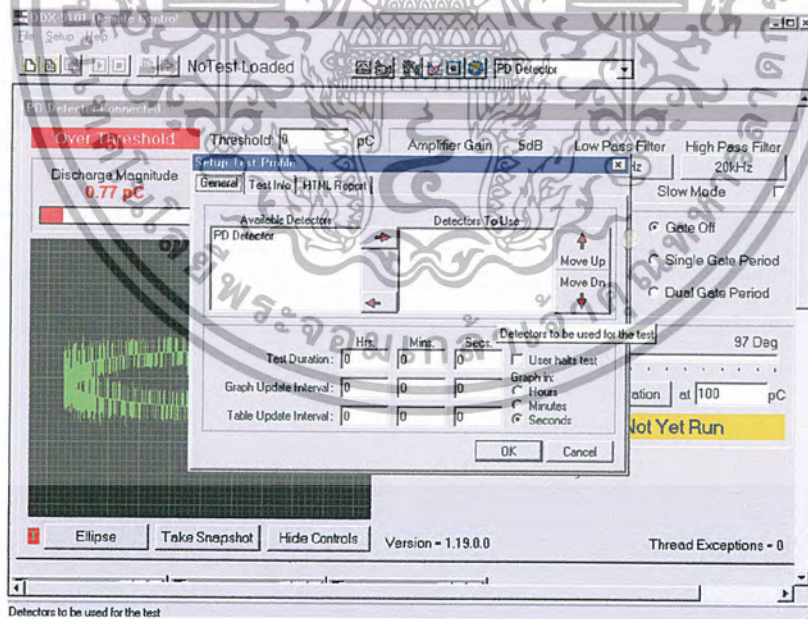 DDX-9101 Remote Control
File Setup Help
NoTest Loaded
PD Detector
PD Detector Connected
Over Threshold
Threshold: 0 pC
Amplifier Gain 5dB
Low Pass Filter
High Pass Filter
Hz
20kHz
Discharge Magnitude
0.77 pC
Slow Mode
Setup Test Profile
General
Test Info
HTML Report
Available Detectors
Detectors To Use
PD Detector
Move Up
Move Dn
Gate Off
Single Gate Period
Dual Gate Period
Detectors to be used for the test
Hrs. Mins. Secs.
Test Duration: 0 0 0
User halts test
Graph Update Interval: 0 0 0
Graph in:
Hours
Minutes
Seconds
Table Update Interval: 0 0 0
OK
Cancel
97 Deg
ation at 100 pC
Not Yet Run
Ellipse
Take Snapshot
Hide Controls
Version = 1.19.0.0
Thread Exceptions = 0
Detectors to be used for the test